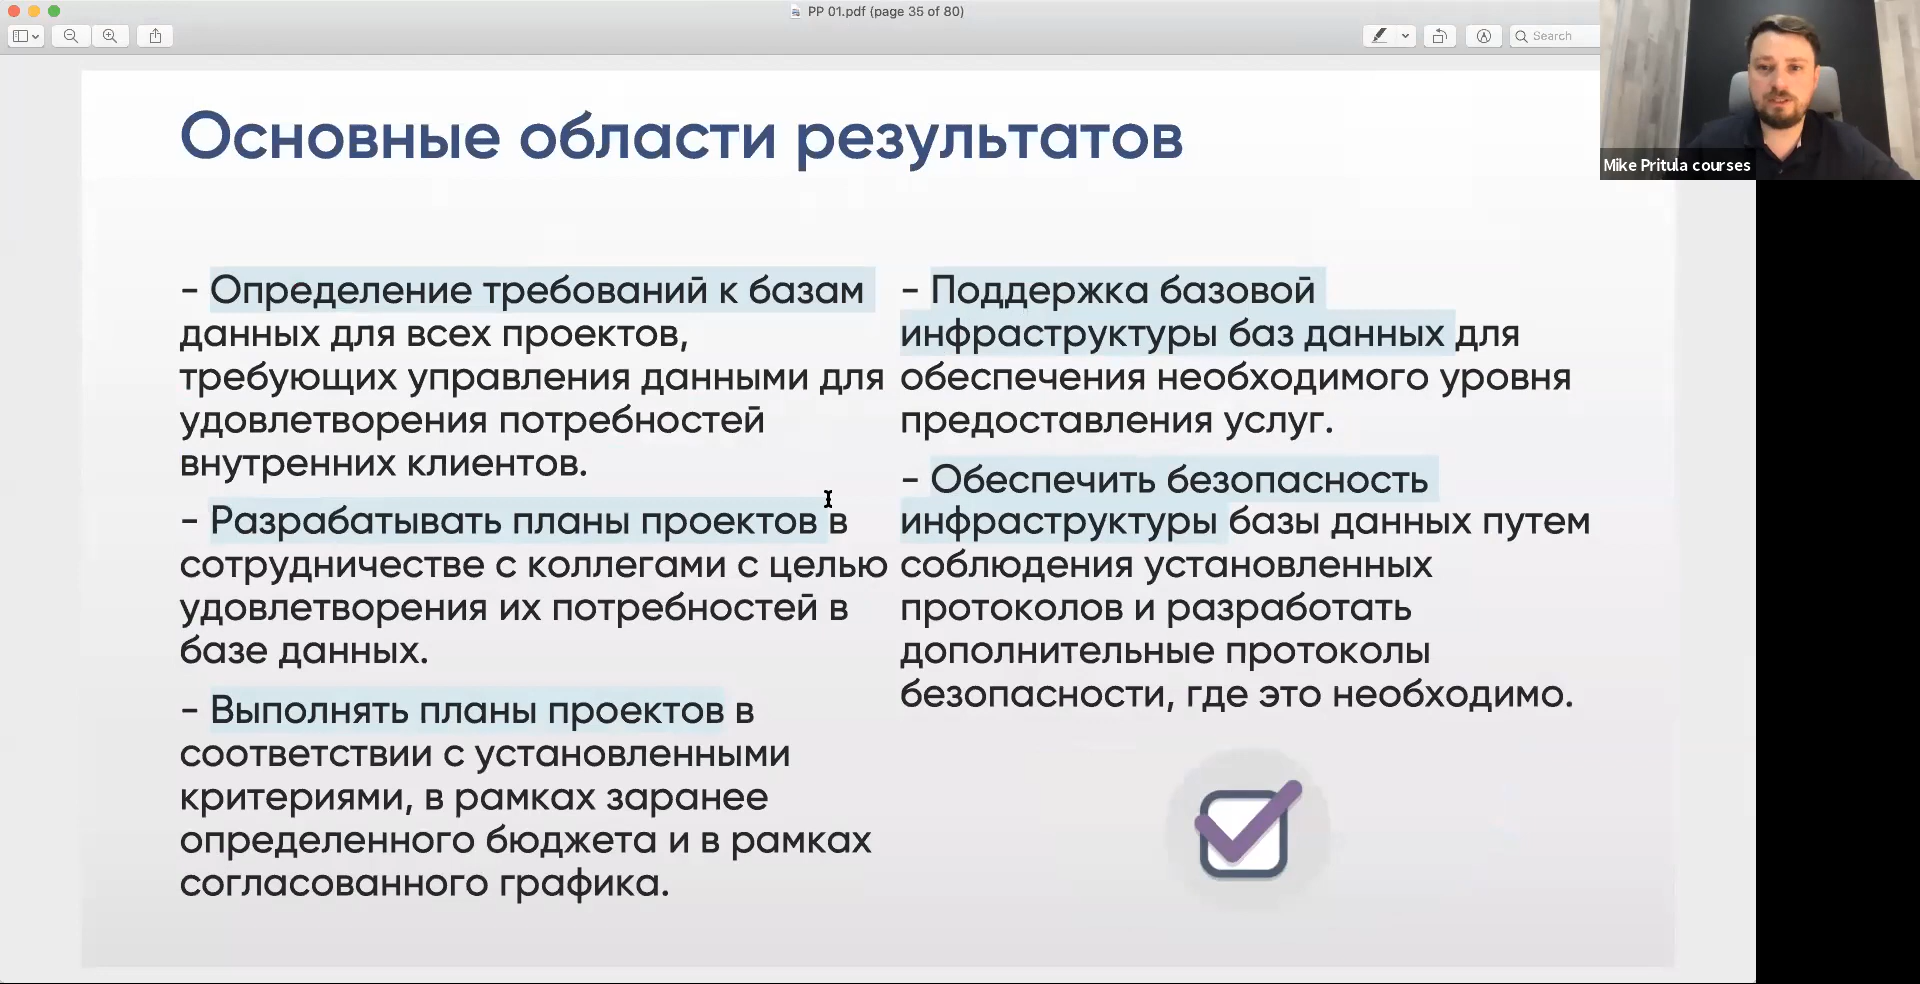 PP 01.pdf (page 35 of 80)
Search
Mike Pritula courses
Основные области результатов
- Определение требований к базам
данных для всех проектов,
требующих управления данными для
удовлетворения потребностей
внутренних клиентов.
- Разрабатывать планы проектов в
сотрудничестве с коллегами с целью
удовлетворения их потребностей в
базе данных.
- Выполнять планы проектов в
соответствии с установленными
критериями, в рамках заранее
определенного бюджета и в рамках
согласованного графика.
- Поддержка базовой
инфраструктуры баз данных для
обеспечения необходимого уровня
предоставления услуг.
- Обеспечить безопасность
инфраструктуры базы данных путем
соблюдения установленных
протоколов и разработать
дополнительные протоколы
безопасности, где это необходимо.